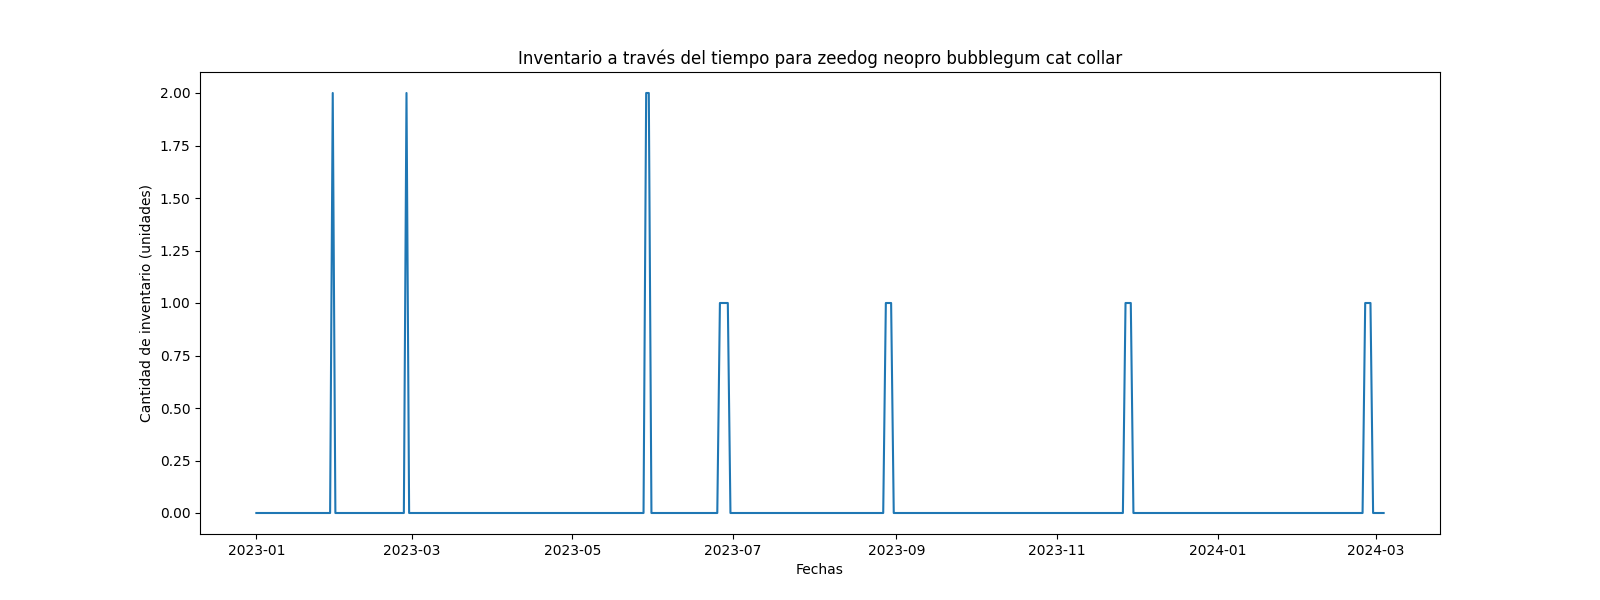 Inventario a través del tiempo para zeedog neopro bubblegum cat collar
Cantidad de inventario (unidades)
2.00
1.75
1.50
1.25
1.00
0.75
0.50
0.25
0.00
2023-01 2023-03 2023-05 2023-07 2023-09 2023-11 2024-01 2024-03
Fechas